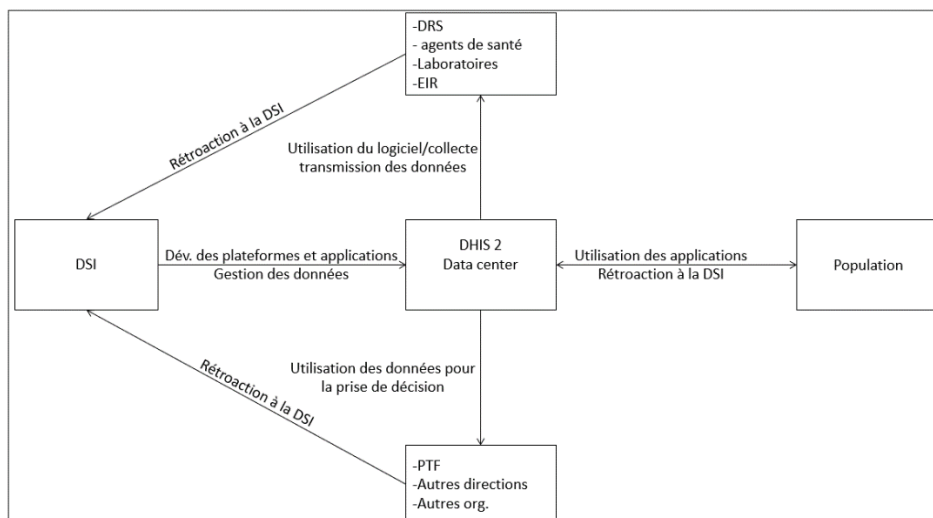 -DRS
- agents de santé
-Laboratoires
-EIR
Rétroaction à la DSI
Utilisation du logiciel/collecte
transmission des données
DSI
Dév. des plateformes et applications
Gestion des données
DHIS 2
Data center
Utilisation des applications
Rétroaction à la DSI
Population
Rétroaction à la DSI
Utilisation des données pour
la prise de décision
-PTF
-Autres directions
-Autres org.